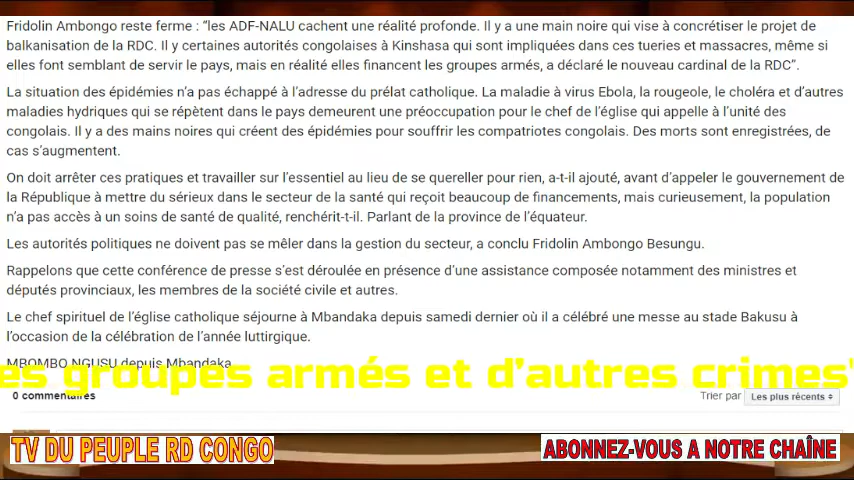 Fridolin Ambongo reste ferme : “les ADF-NALU cachent une réalité profonde. Il y a une main noire qui vise à concrétiser le projet de
balkanisation de la RDC. Il y certaines autorités congolaises à Kinshasa qui sont impliquées dans ces tueries et massacres, même si
elles font semblant de servir le pays, mais en réalité elles financent les groupes armés, a déclaré le nouveau cardinal de la RDC”.
La situation des épidémies n’a pas échappé à l’adresse du prélat catholique. La maladie à virus Ebola, la rougeole, le choléra et d’autres
maladies hydriques qui se répètent dans le pays demeurent une préoccupation pour le chef de l’église qui appelle à l’unité des
congolais. Il y a des mains noires qui créent des épidémies pour souffrir les compatriotes congolais. Des morts sont enregistrées, de
cas s’augmentent.
On doit arrêter ces pratiques et travailler sur l’essentiel au lieu de se quereller pour rien, a-t-il ajouté, avant d’appeler le gouvernement de
la République à mettre du sérieux dans le secteur de la santé qui reçoit beaucoup de financements, mais curieusement, la population
n’a pas accès à un soins de santé de qualité, renchérit-t-il. Parlant de la province de l’équateur.
Les autorités politiques ne doivent pas se mêler dans la gestion du secteur, a conclu Fridolin Ambongo Besungu.
Rappelons que cette conférence de presse s’est déroulée en présence d’une assistance composée notamment des ministres et
députés provinciaux, les membres de la société civile et autres.
Le chef spirituel de l’église catholique séjourne à Mbandaka depuis samedi dernier où il a célébré une messe au stade Bakusu à
l’occasion de la célébration de l’année luttirgique.
MBOMBO NGUSU depuis Mbandaka
es groupes armés et d’autres crimes"
0 commentaires
Trier par Les plus récents
TV DU PEUPLE RD CONGO
ABONNEZ-VOUS A NOTRE CHAÎNE